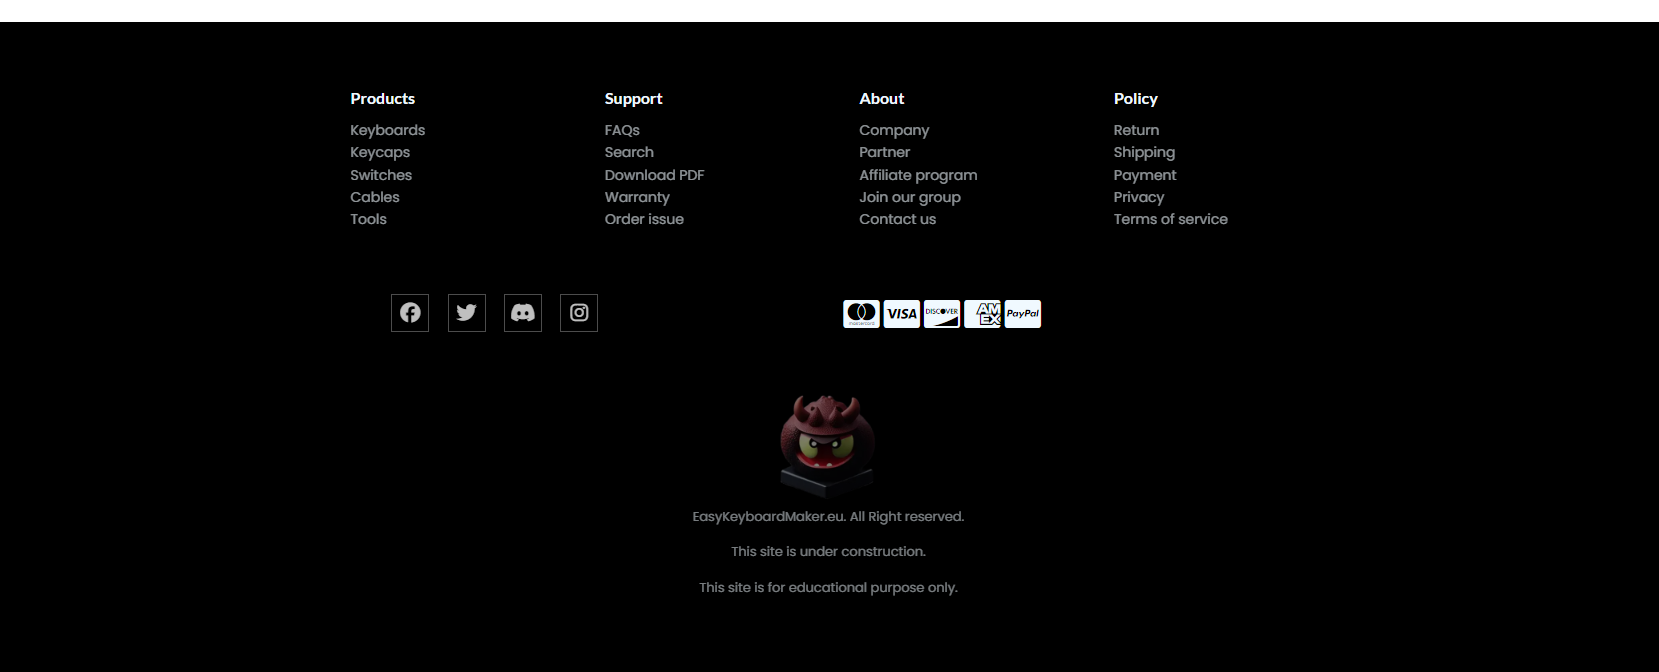 Products
Keyboards
Keycaps
Switches
Cables
Tools
Support
FAQs
Search
Download PDF
Warranty
Order issue
About
Company
Partner
Affiliate program
Join our group
Contact us
Policy
Return
Shipping
Payment
Privacy
Terms of service
mastercard
VISA
DISCOVER
AM
EX
PayPal
EasyKeyboardMaker.eu. All Right reserved.
This site is under construction.
This site is for educational purpose only.